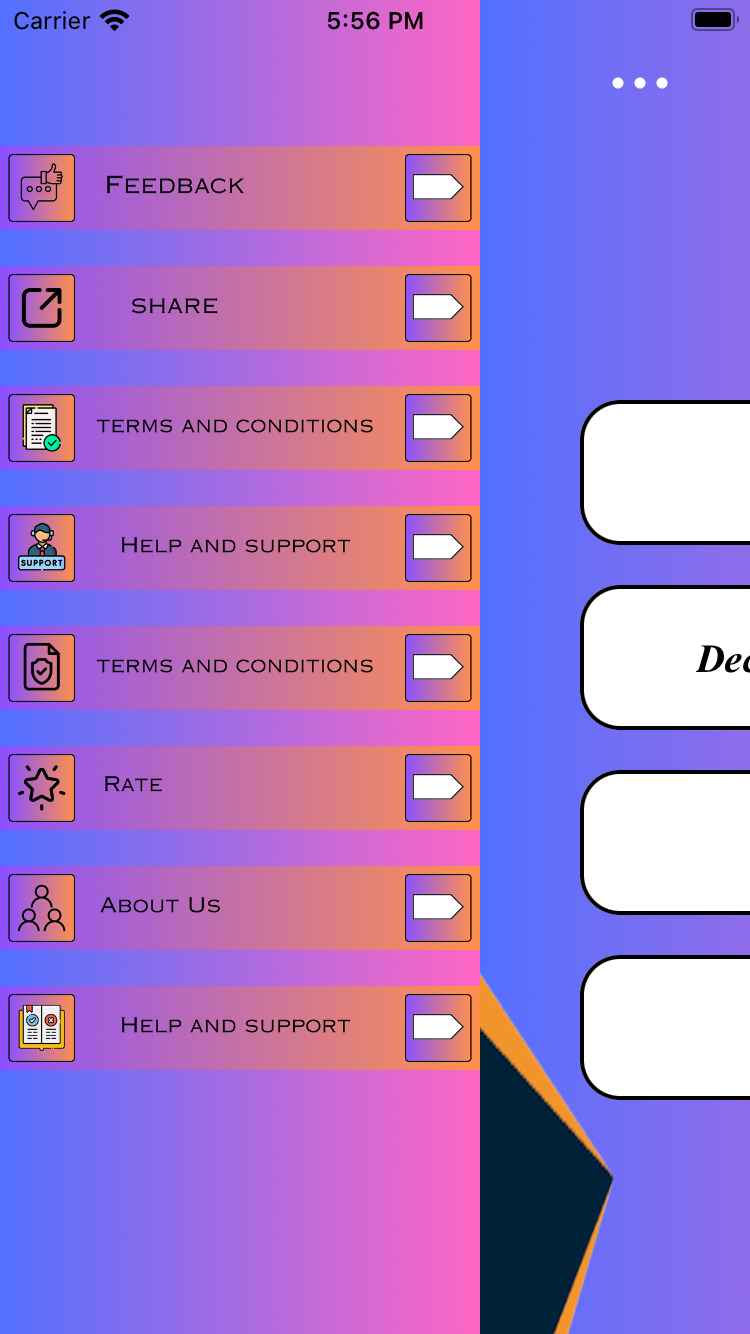 Carrier
5:56 PM
Feedback
SHARE
TERMS AND CONDITIONS
Help and support
SUPPORT
TERMS AND CONDITIONS
Rate
About Us
Help and support